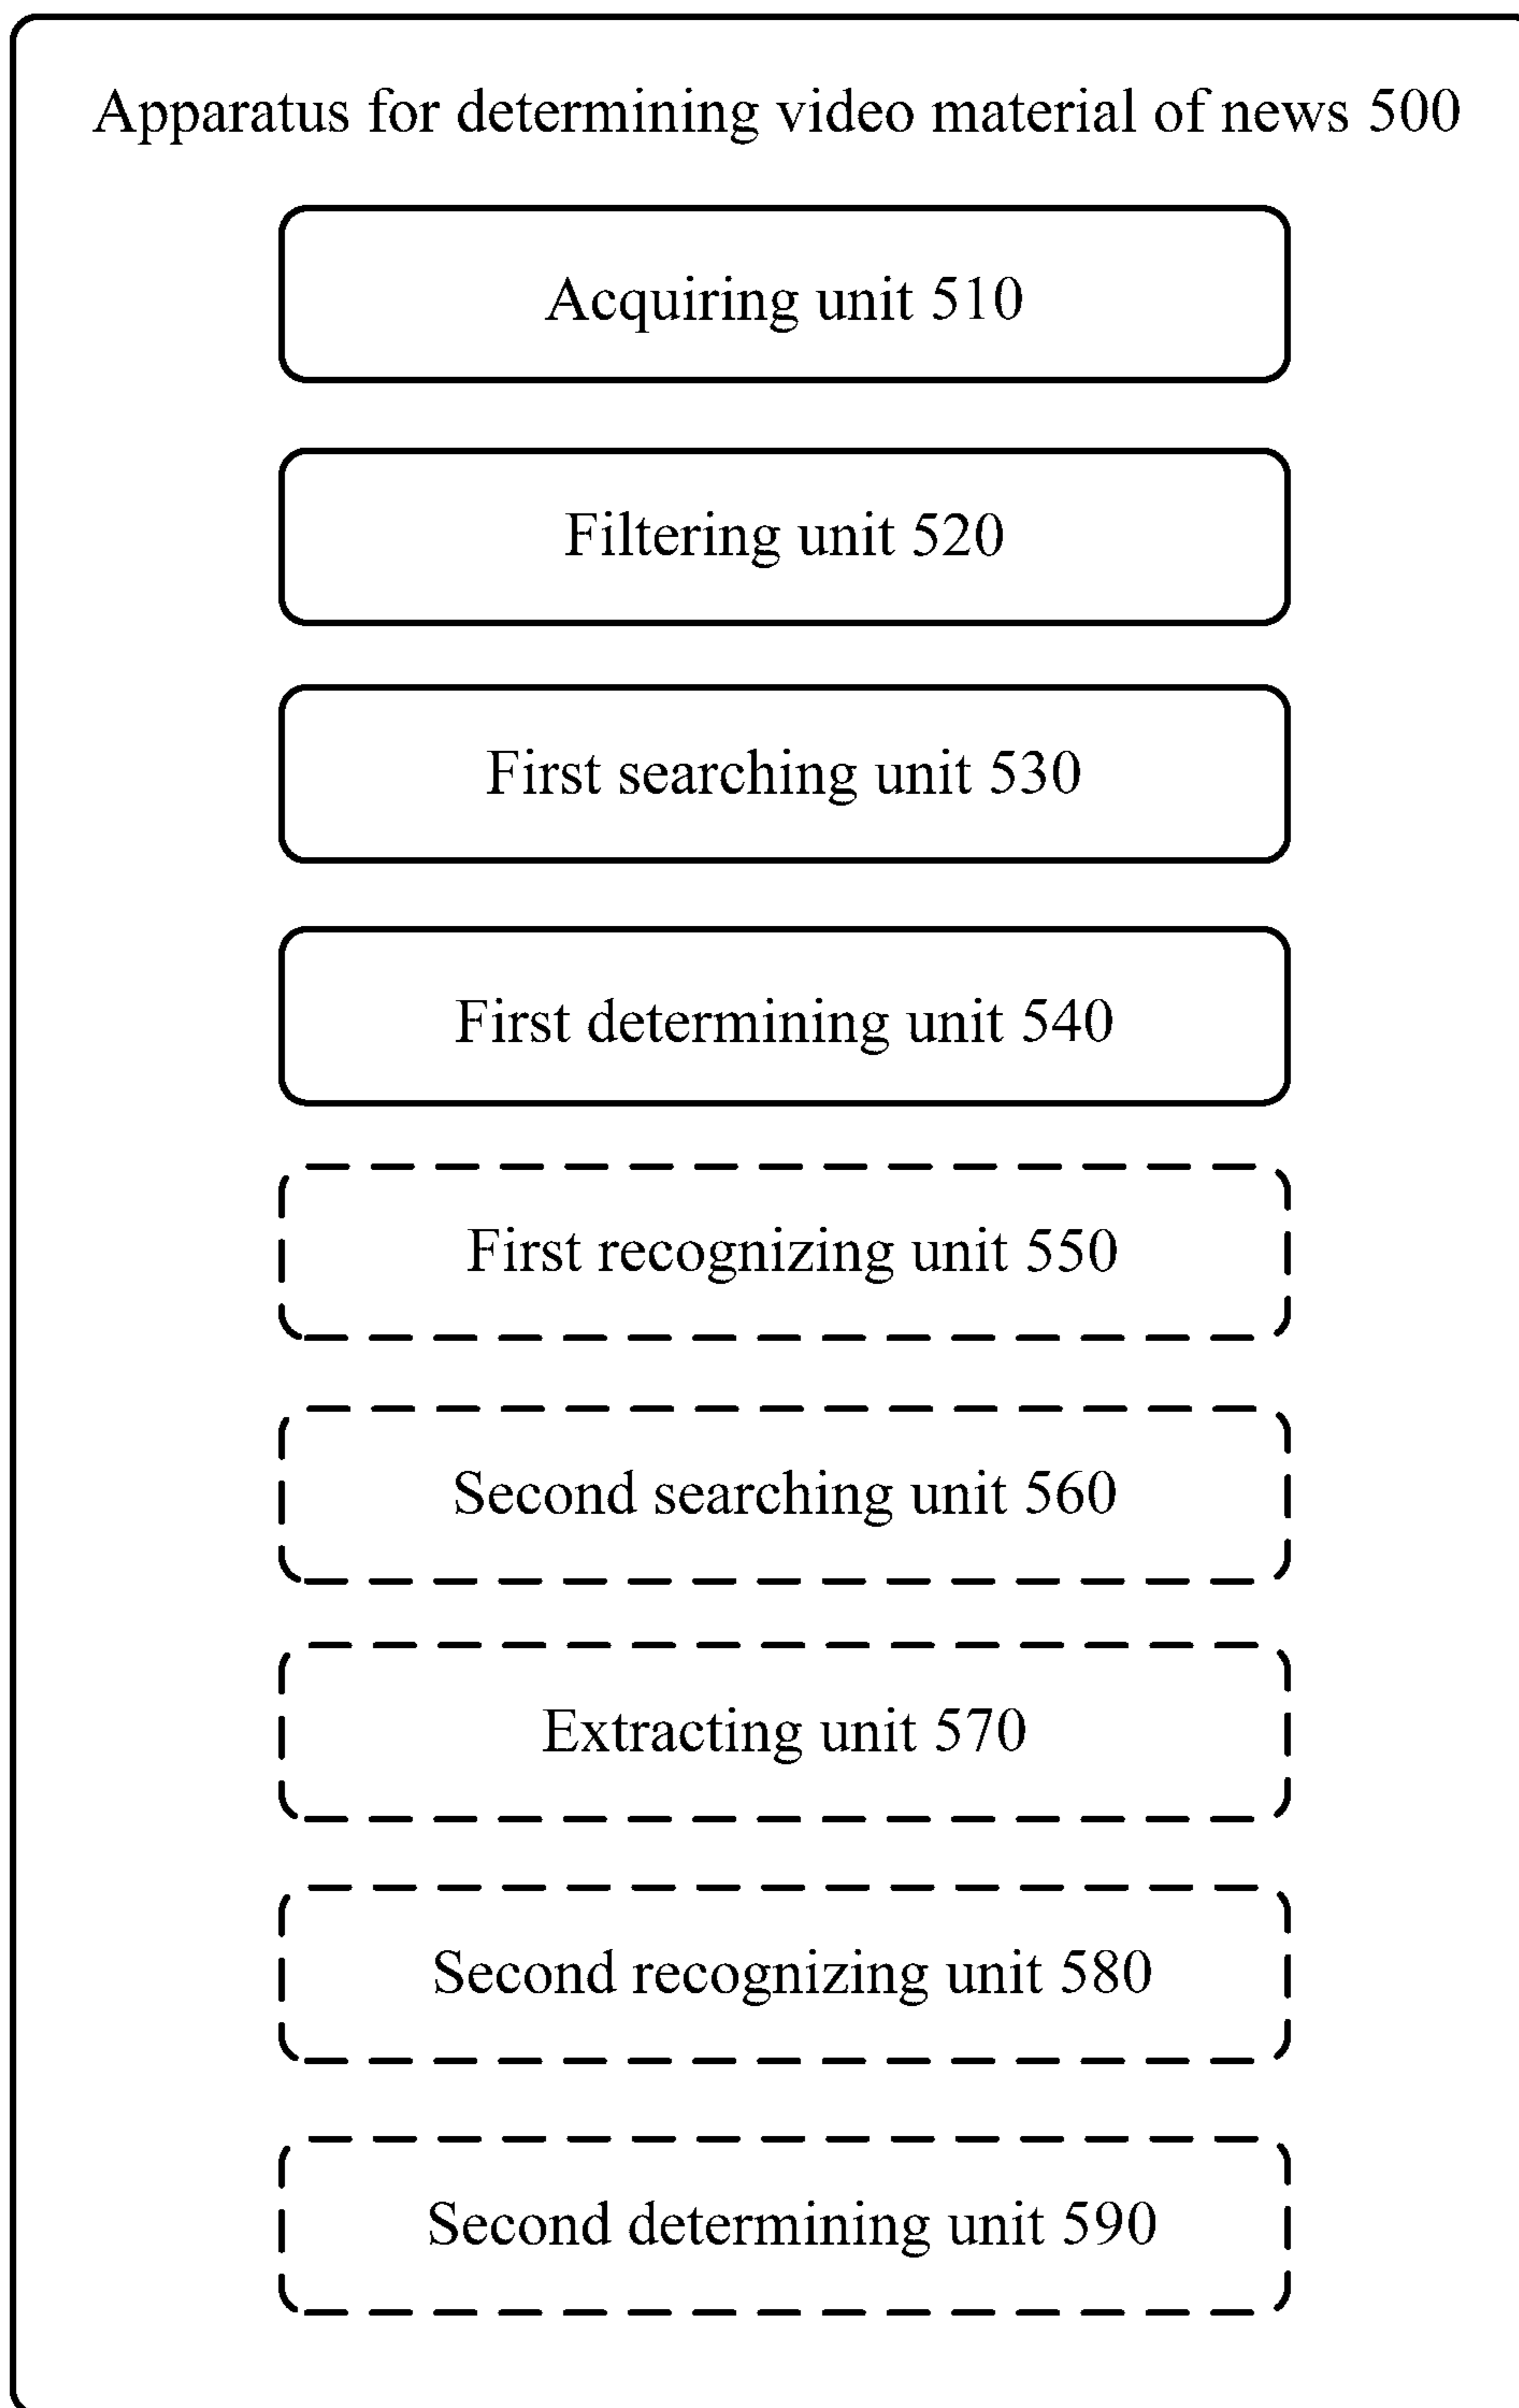 Apparatus for determining video material of news 500
Acquiring unit 510
Filtering unit 520
First searching unit 530
First determining unit 540
First recognizing unit 550
Second searching unit 560
Extracting unit 570
Second recognizing unit 580
Second determining unit 590